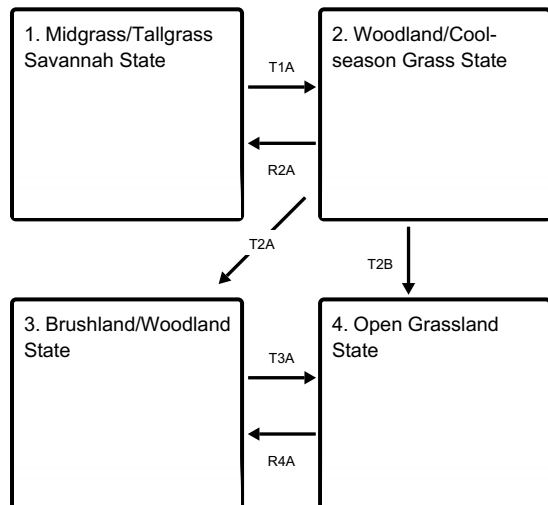 1. Midgrass/Tallgrass
Savannah State
2. Woodland/Cool-
season Grass State
T1A
R2A
T2A
T2B
3. Brushland/Woodland
State
4. Open Grassland
State
T3A
R4A